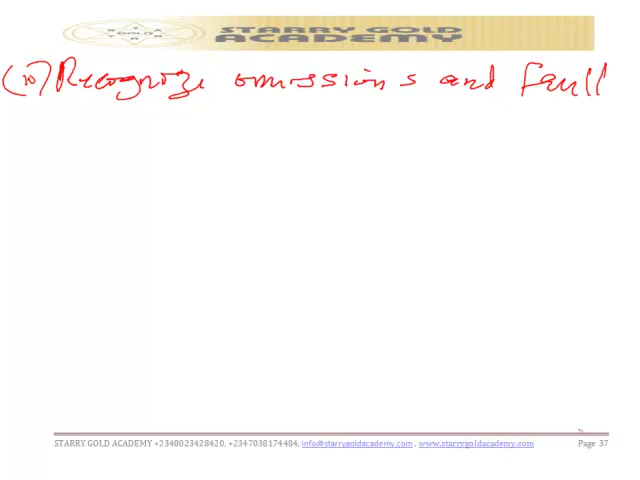 STARRY GOLD
ACADEMY
(10) Recognize omissions and faull
STARRY GOLD ACADEMY +2348023428420, +2347038174484, info@starrygoldacademy.com , www.starrygoldacademy.com Page 37